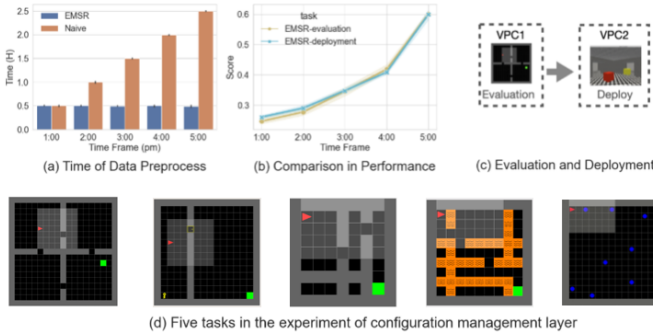 EMSR
Naive
Time (H)
2.5
2.0
1.5
1.0
0.5
0.0
1:00 2:00 3:00 4:00 5:00
Time Frame (pm)
(a) Time of Data Preprocess
task
EMSR-evaluation
EMSR-deployment
Score
0.6
0.5
0.4
0.3
1:00 2:00 3:00 4:00 5:00
Time Frame
(b) Comparison in Performance
VPC1 VPC2
Evaluation Deploy
(c) Evaluation and Deployment
(d) Five tasks in the experiment of configuration management layer